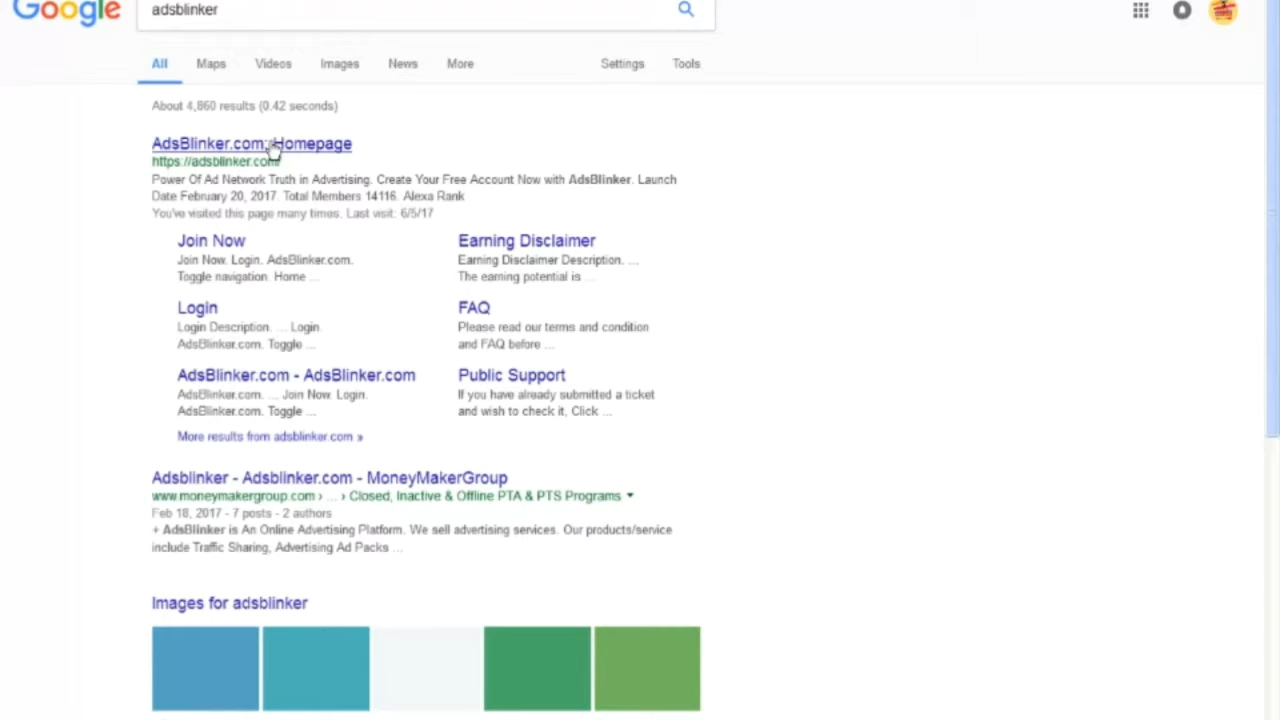 Google
adsblinker
All Maps Videos Images News More Settings Tools
About 4,860 results (0.42 seconds)
AdsBlinker.com: Homepage
https://adsblinker.com/
Power Of Ad Network Truth in Advertising. Create Your Free Account Now with AdsBlinker. Launch
Date February 20, 2017. Total Members 14116. Alexa Rank
You've visited this page many times. Last visit: 6/5/17
Join Now
Join Now. Login. AdsBlinker.com.
Toggle navigation. Home ...
Earning Disclaimer
Earning Disclaimer Description. ...
The earning potential is ...
Login
Login Description. ... Login.
AdsBlinker.com. Toggle ...
FAQ
Please read our terms and condition
and FAQ before ...
AdsBlinker.com - AdsBlinker.com
AdsBlinker.com. ... Join Now. Login.
AdsBlinker.com. Toggle ...
Public Support
If you have already submitted a ticket
and wish to check it, Click ...
More results from adsblinker.com »
Adsblinker - Adsblinker.com - MoneyMakerGroup
www.moneymakergroup.com › ... › Closed, Inactive & Offline PTA & PTS Programs
Feb 18, 2017 - 7 posts - 2 authors
+ AdsBlinker is An Online Advertising Platform. We sell advertising services. Our products/service
include Traffic Sharing, Advertising Ad Packs ...
Images for adsblinker